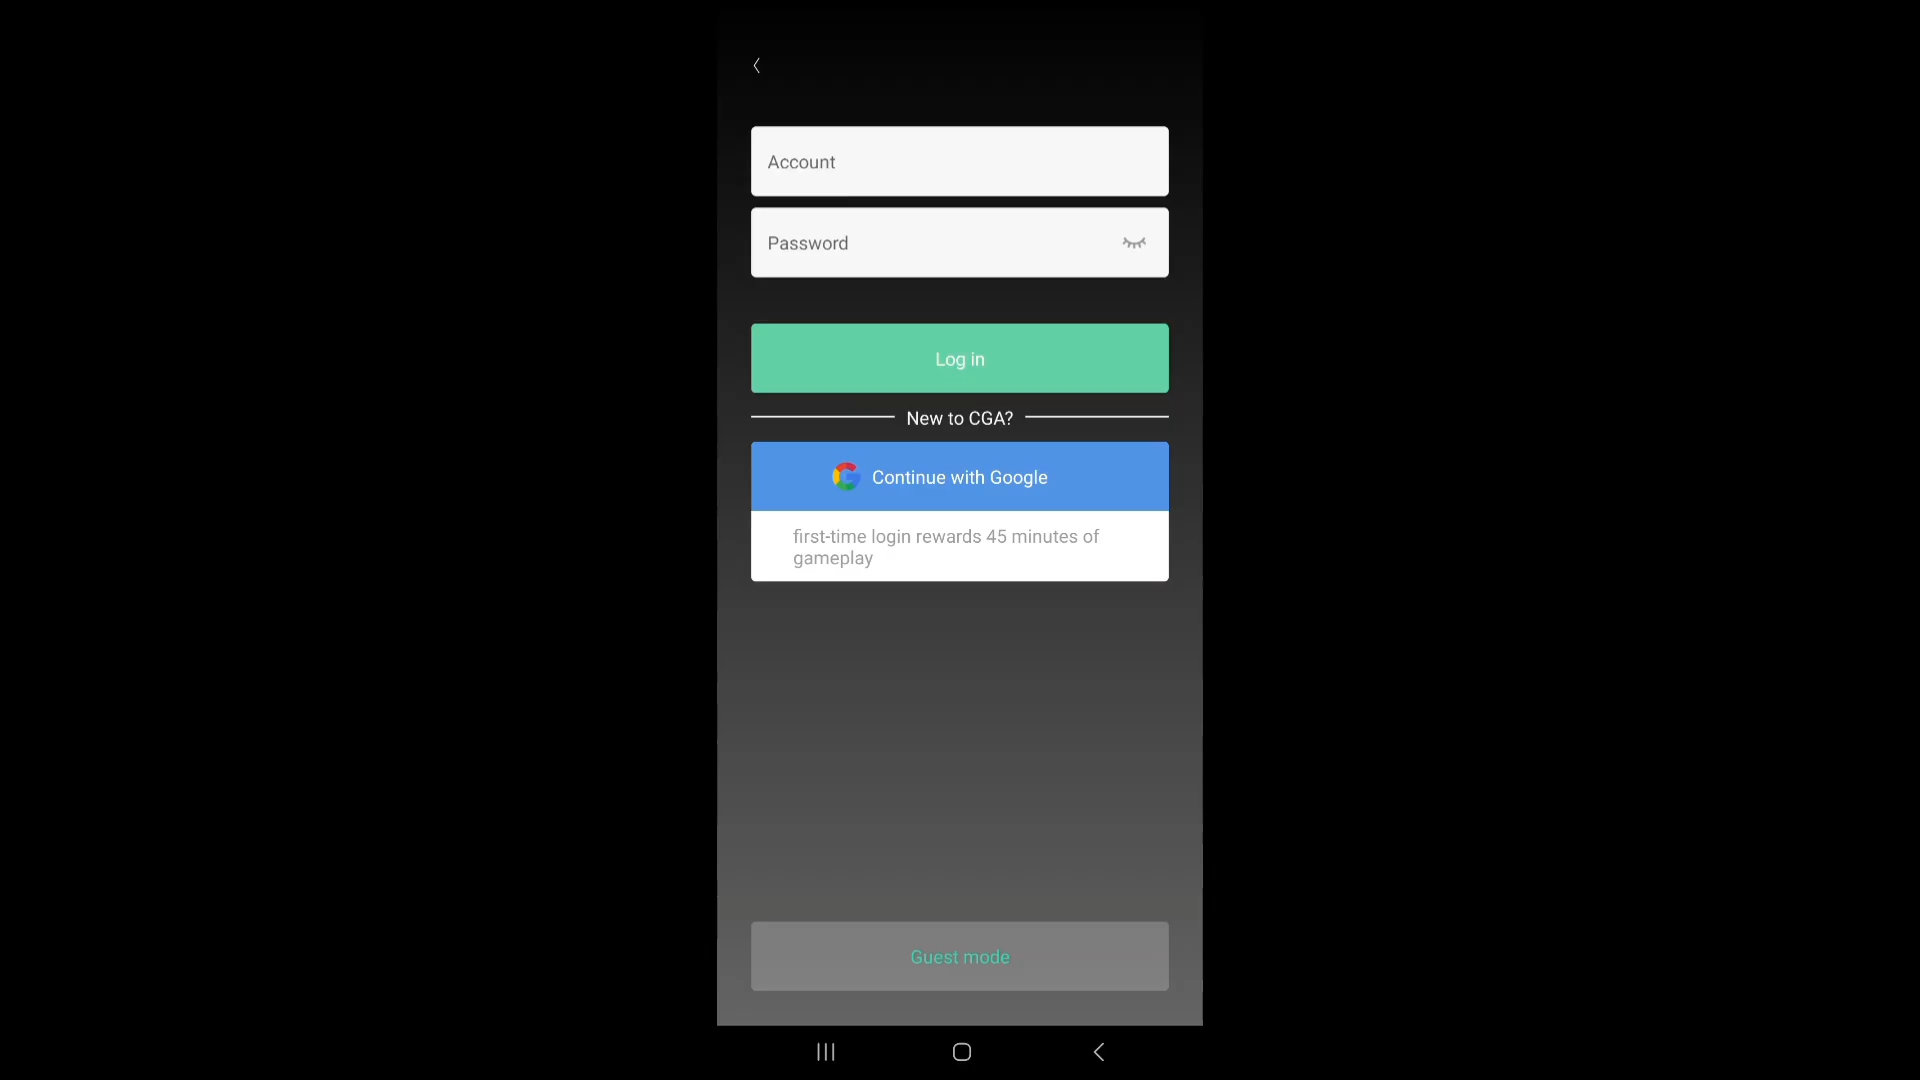 Account
Password
Log in
New to CGA?
Continue with Google
first-time login rewards 45 minutes of
gameplay
Guest mode